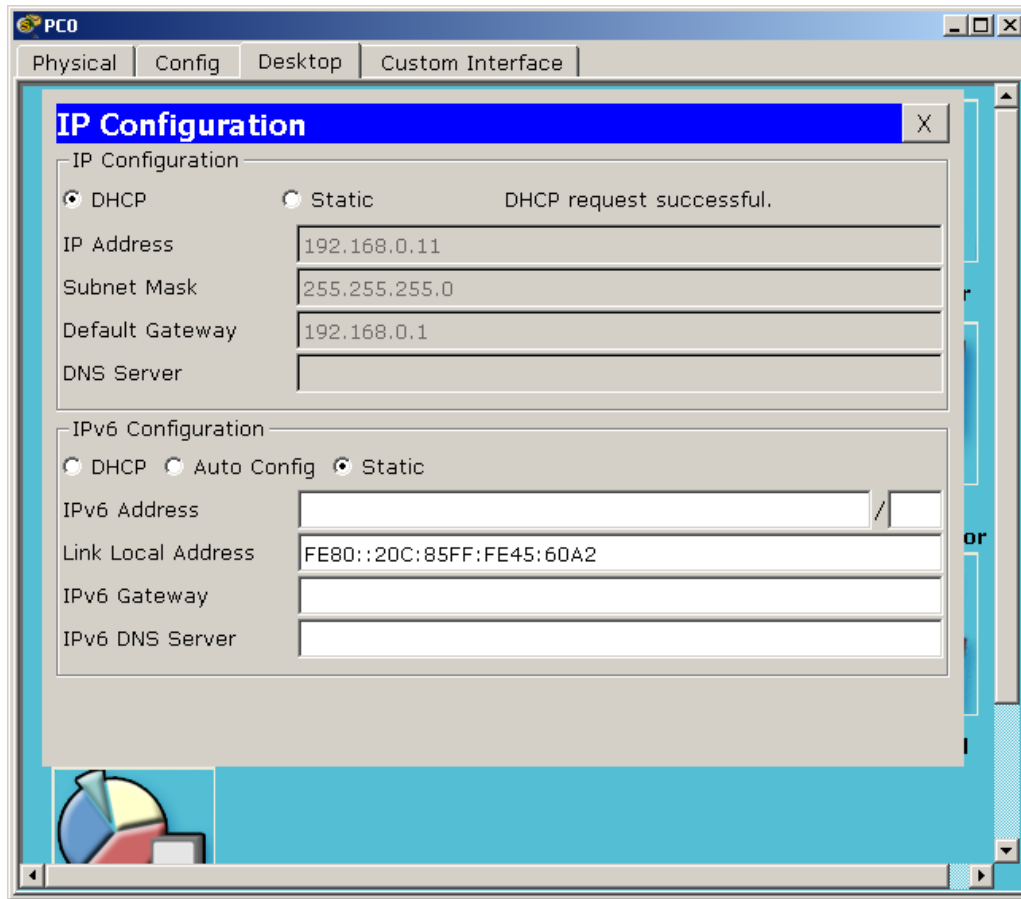 PC0
Physical Config Desktop Custom Interface
IP Configuration X
IP Configuration
DHCP Static DHCP request successful.
IP Address 192.168.0.11
Subnet Mask 255.255.255.0
r
Default Gateway 192.168.0.1
DNS Server
IPv6 Configuration
DHCP Auto Config Static
IPv6 Address /
or
Link Local Address FE80::20C:85FF:FE45:60A2
IPv6 Gateway
IPv6 DNS Server